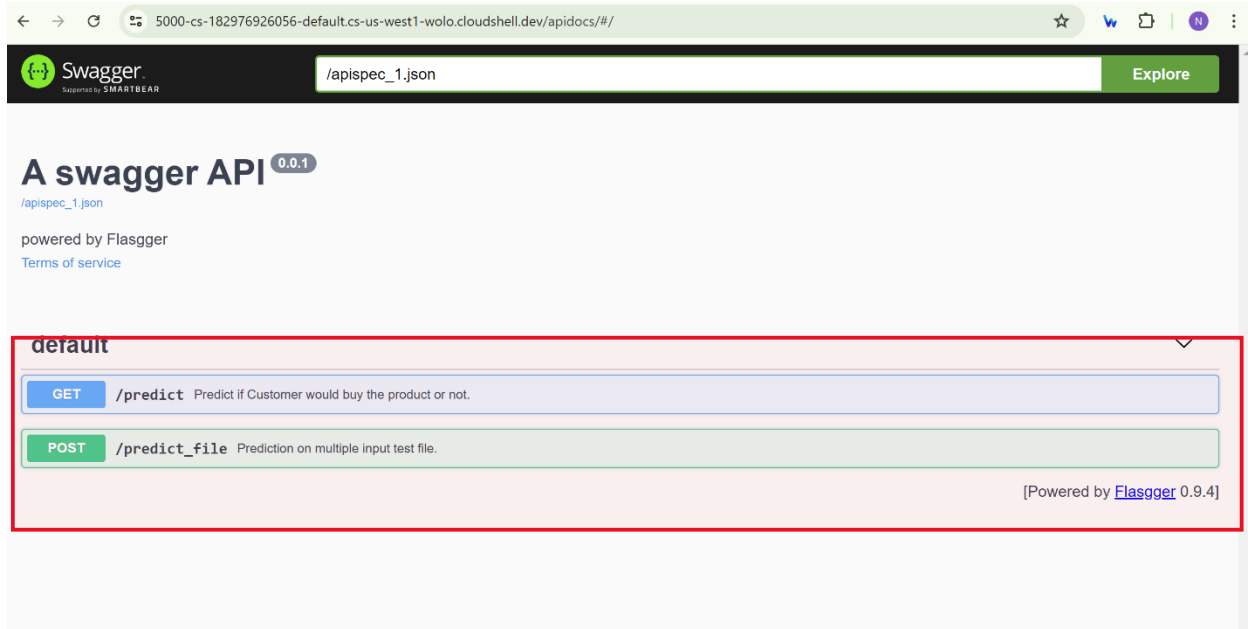 5000-cs-182976926056-default.cs-us-west1-wolo.cloudshell.dev/apidocs/#/
N
{···} Swagger.
Supported by SMARTBEAR
/apispec_1.json
Explore
A swagger API 0.0.1
/apispec_1.json
powered by Flasgger
Terms of service
default
GET /predict Predict if Customer would buy the product or not.
POST /predict_file Prediction on multiple input test file.
[Powered by Flasgger 0.9.4]